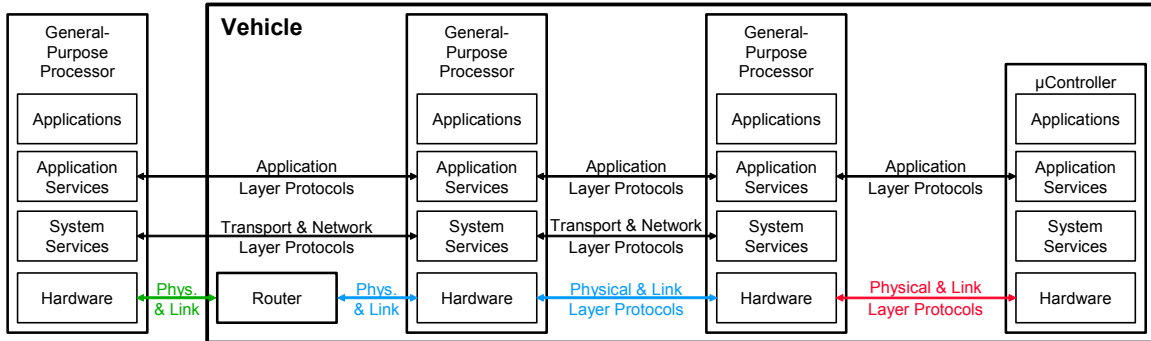 General-
Purpose
Processor
Applications
Application
Services
System
Services
Hardware
Vehicle
Application
Layer Protocols
Transport & Network
Layer Protocols
Phys.
& Link
Router
Phys.
& Link
General-
Purpose
Processor
Applications
Application
Services
System
Services
Hardware
Application
Layer Protocols
Transport & Network
Layer Protocols
Physical & Link
Layer Protocols
General-
Purpose
Processor
Applications
Application
Services
System
Services
Hardware
Application
Layer Protocols
Physical & Link
Layer Protocols
µController
Applications
Application
Services
System
Services
Hardware